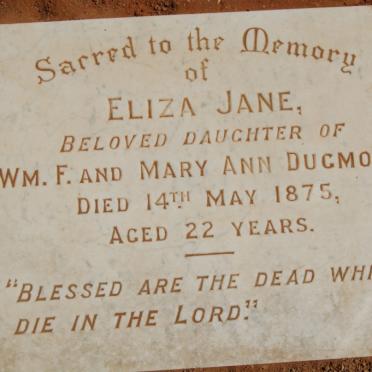 Sacred to the Memory
of
ELIZA JANE,
BELOVED DAUGHTER OF
WM. F. AND MARY ANN DUGMO
DIED 14TH MAY 1875,
AGED 22 YEARS.
"BLESSED ARE THE DEAD WH
DIE IN THE LORD."